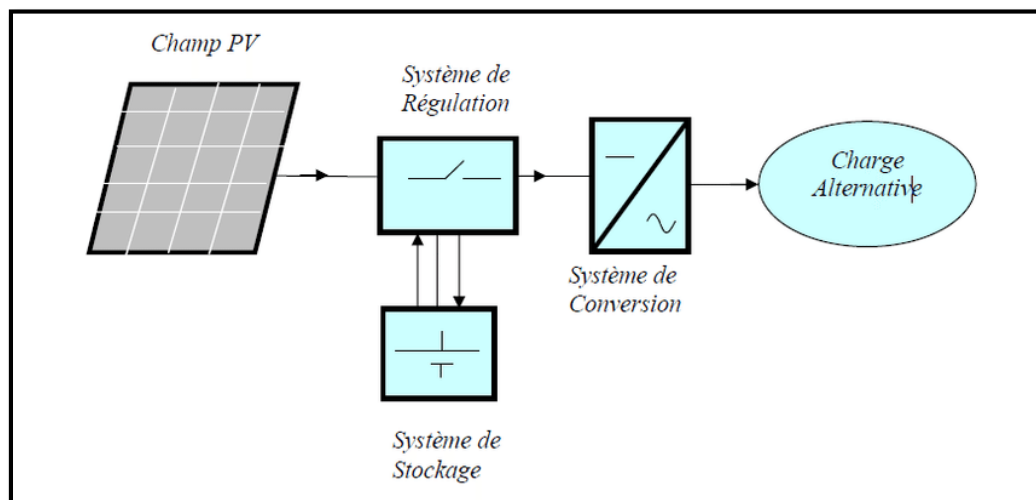 Champ PV
Système de
Régulation
Charge
Alternative
Système de
Conversion
Système de
Stockage